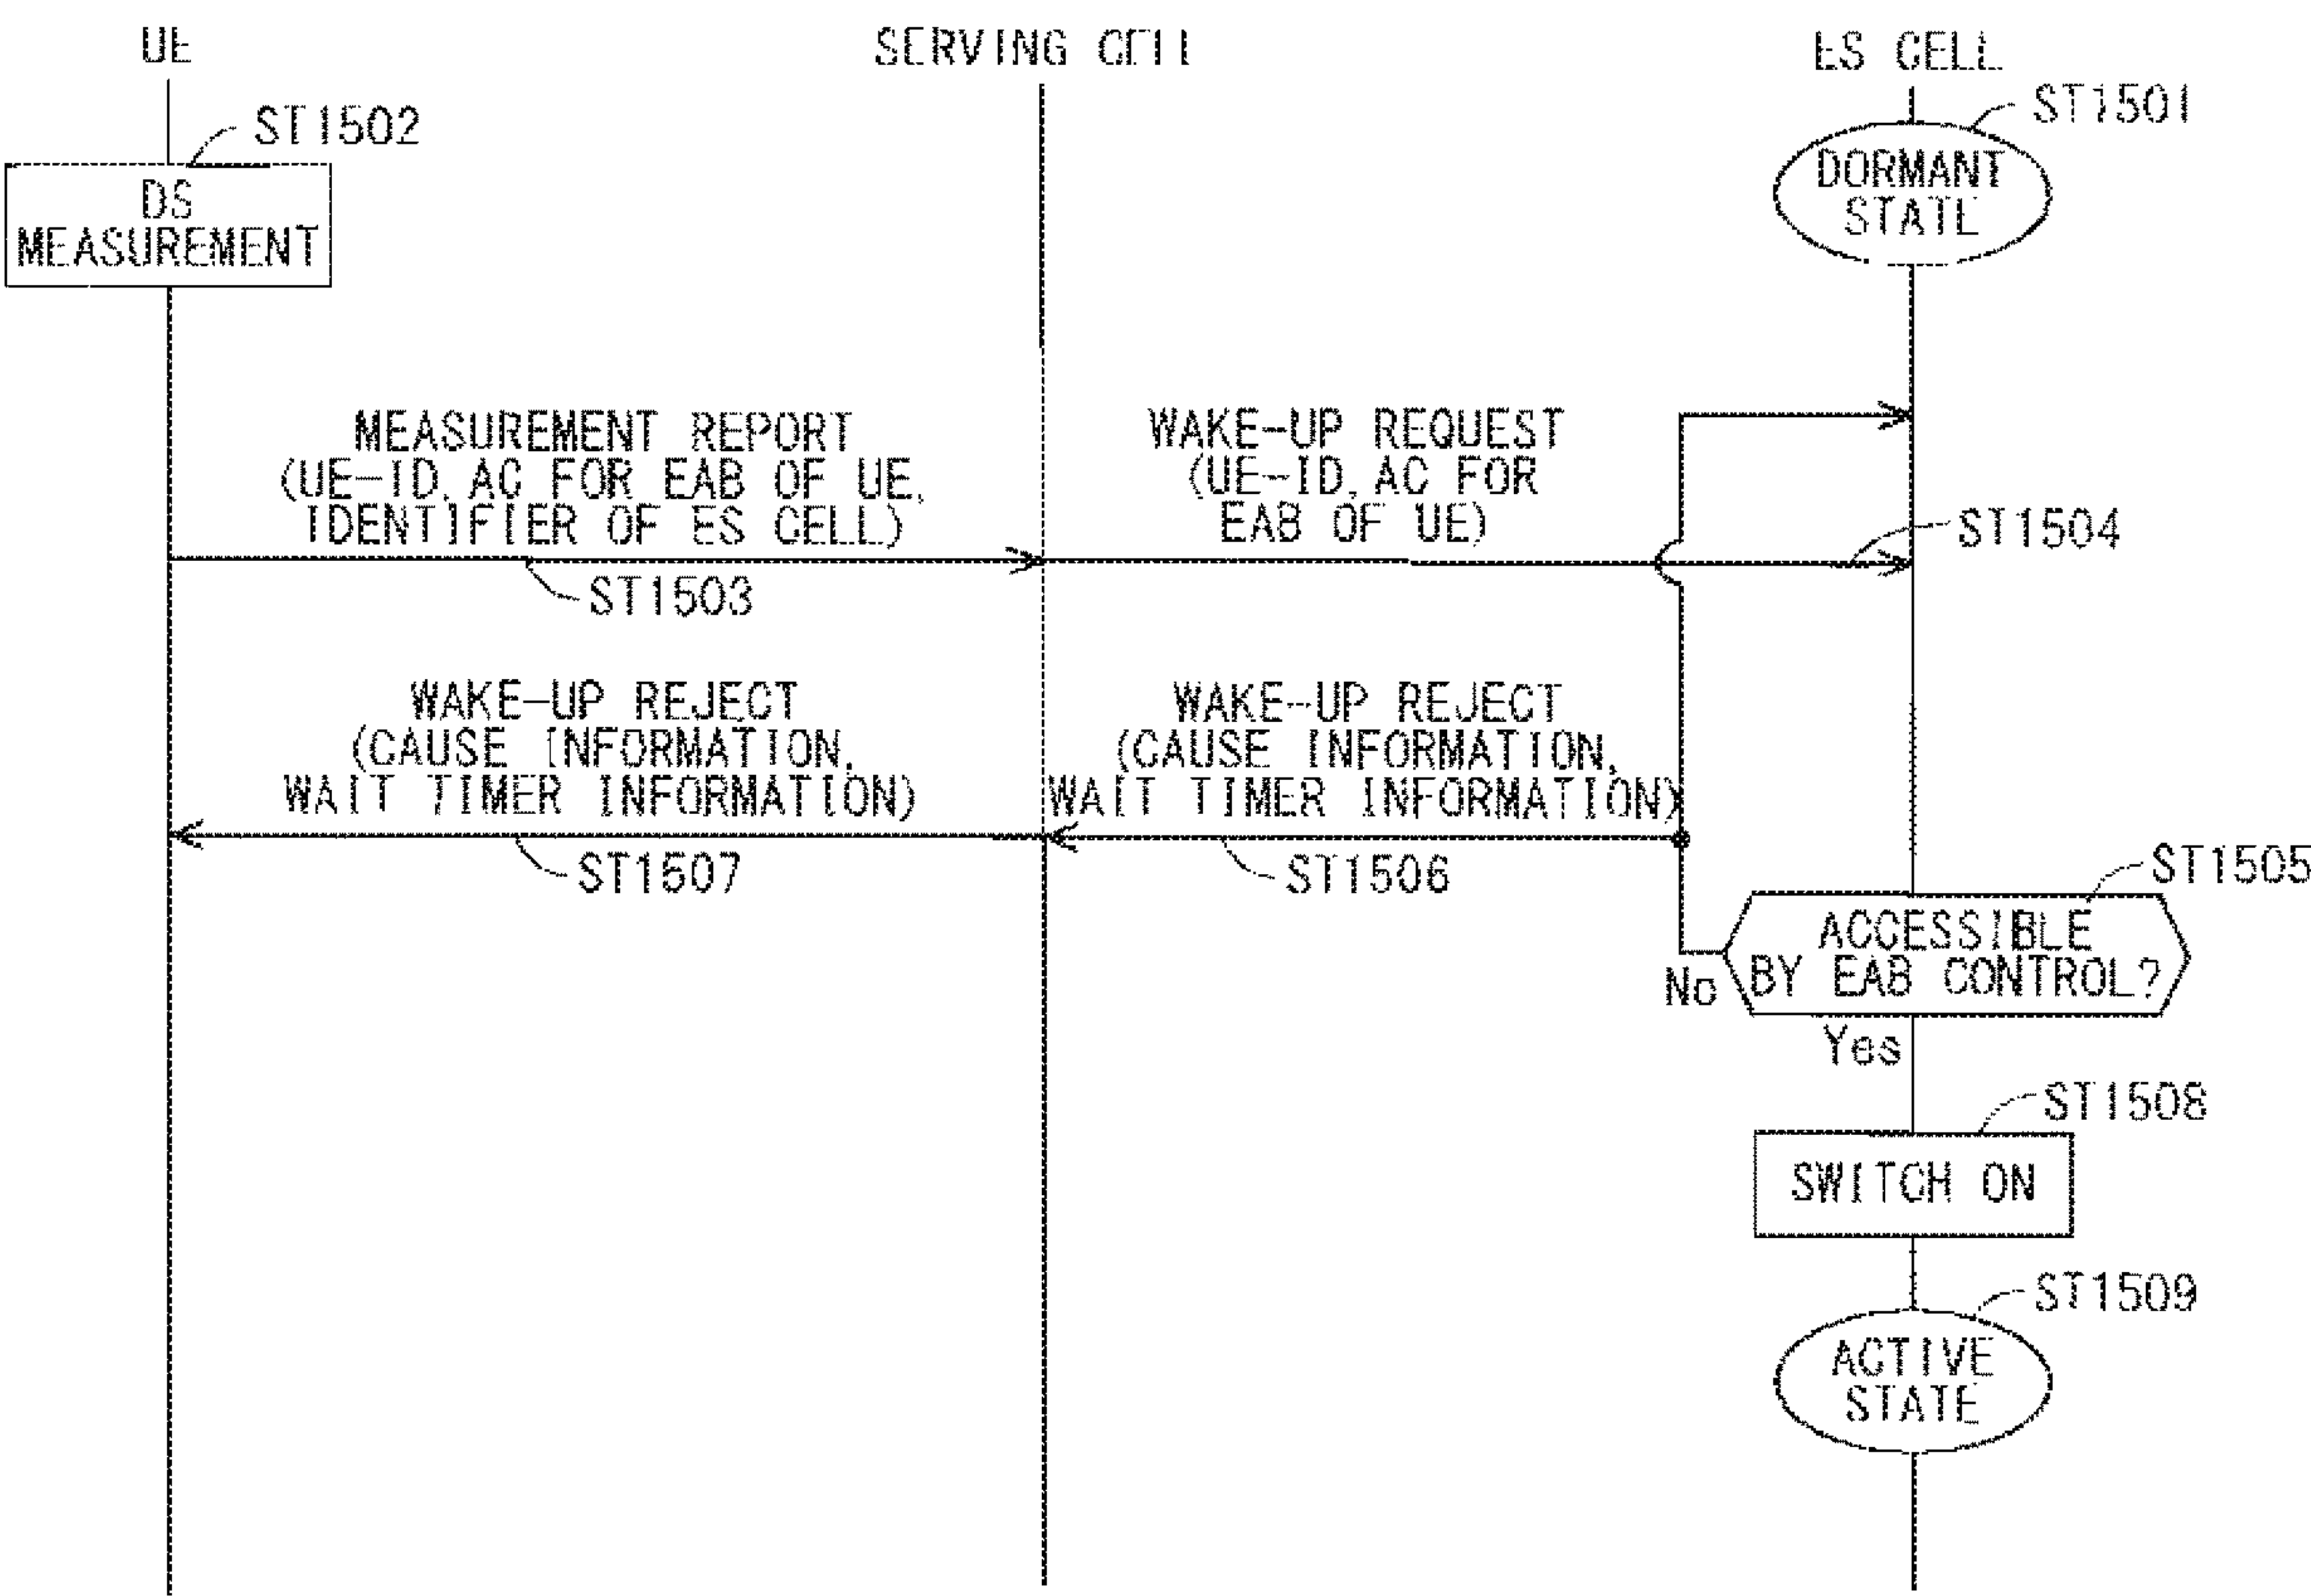 UE
SERVING CELL
ES CELL
ST1501
ST1502
DORMANT
STATE
DS
MEASUREMENT
MEASUREMENT REPORT
(UE-ID, AC FOR EAB OF UE,
IDENTIFIER OF ES CELL)
WAKE-UP REQUEST
(UE-ID, AC FOR
EAB OF UE)
ST1503
ST1504
WAKE-UP REJECT
(CAUSE INFORMATION,
WAIT TIMER INFORMATION)
WAKE-UP REJECT
(CAUSE INFORMATION,
WAIT TIMER INFORMATION)
ST1507
ST1506
ST1505
ACCESSIBLE
BY EAB CONTROL?
No
Yes
ST1508
SWITCH ON
ST1509
ACTIVE
STATE